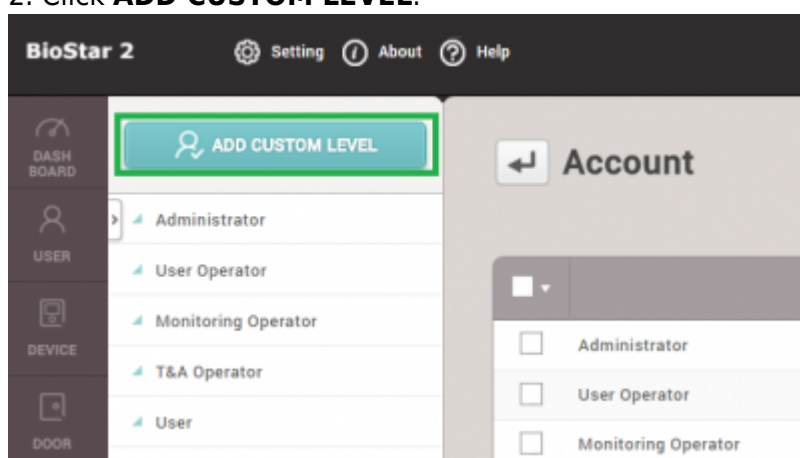 2. Click ADD CUSTOM LEVEL.
BioStar 2 Setting About Help
ADD CUSTOM LEVEL
DASH
BOARD
USER
DEVICE
DOOR
Administrator
User Operator
Monitoring Operator
T&A Operator
User
Account
Administrator
User Operator
Monitoring Operator